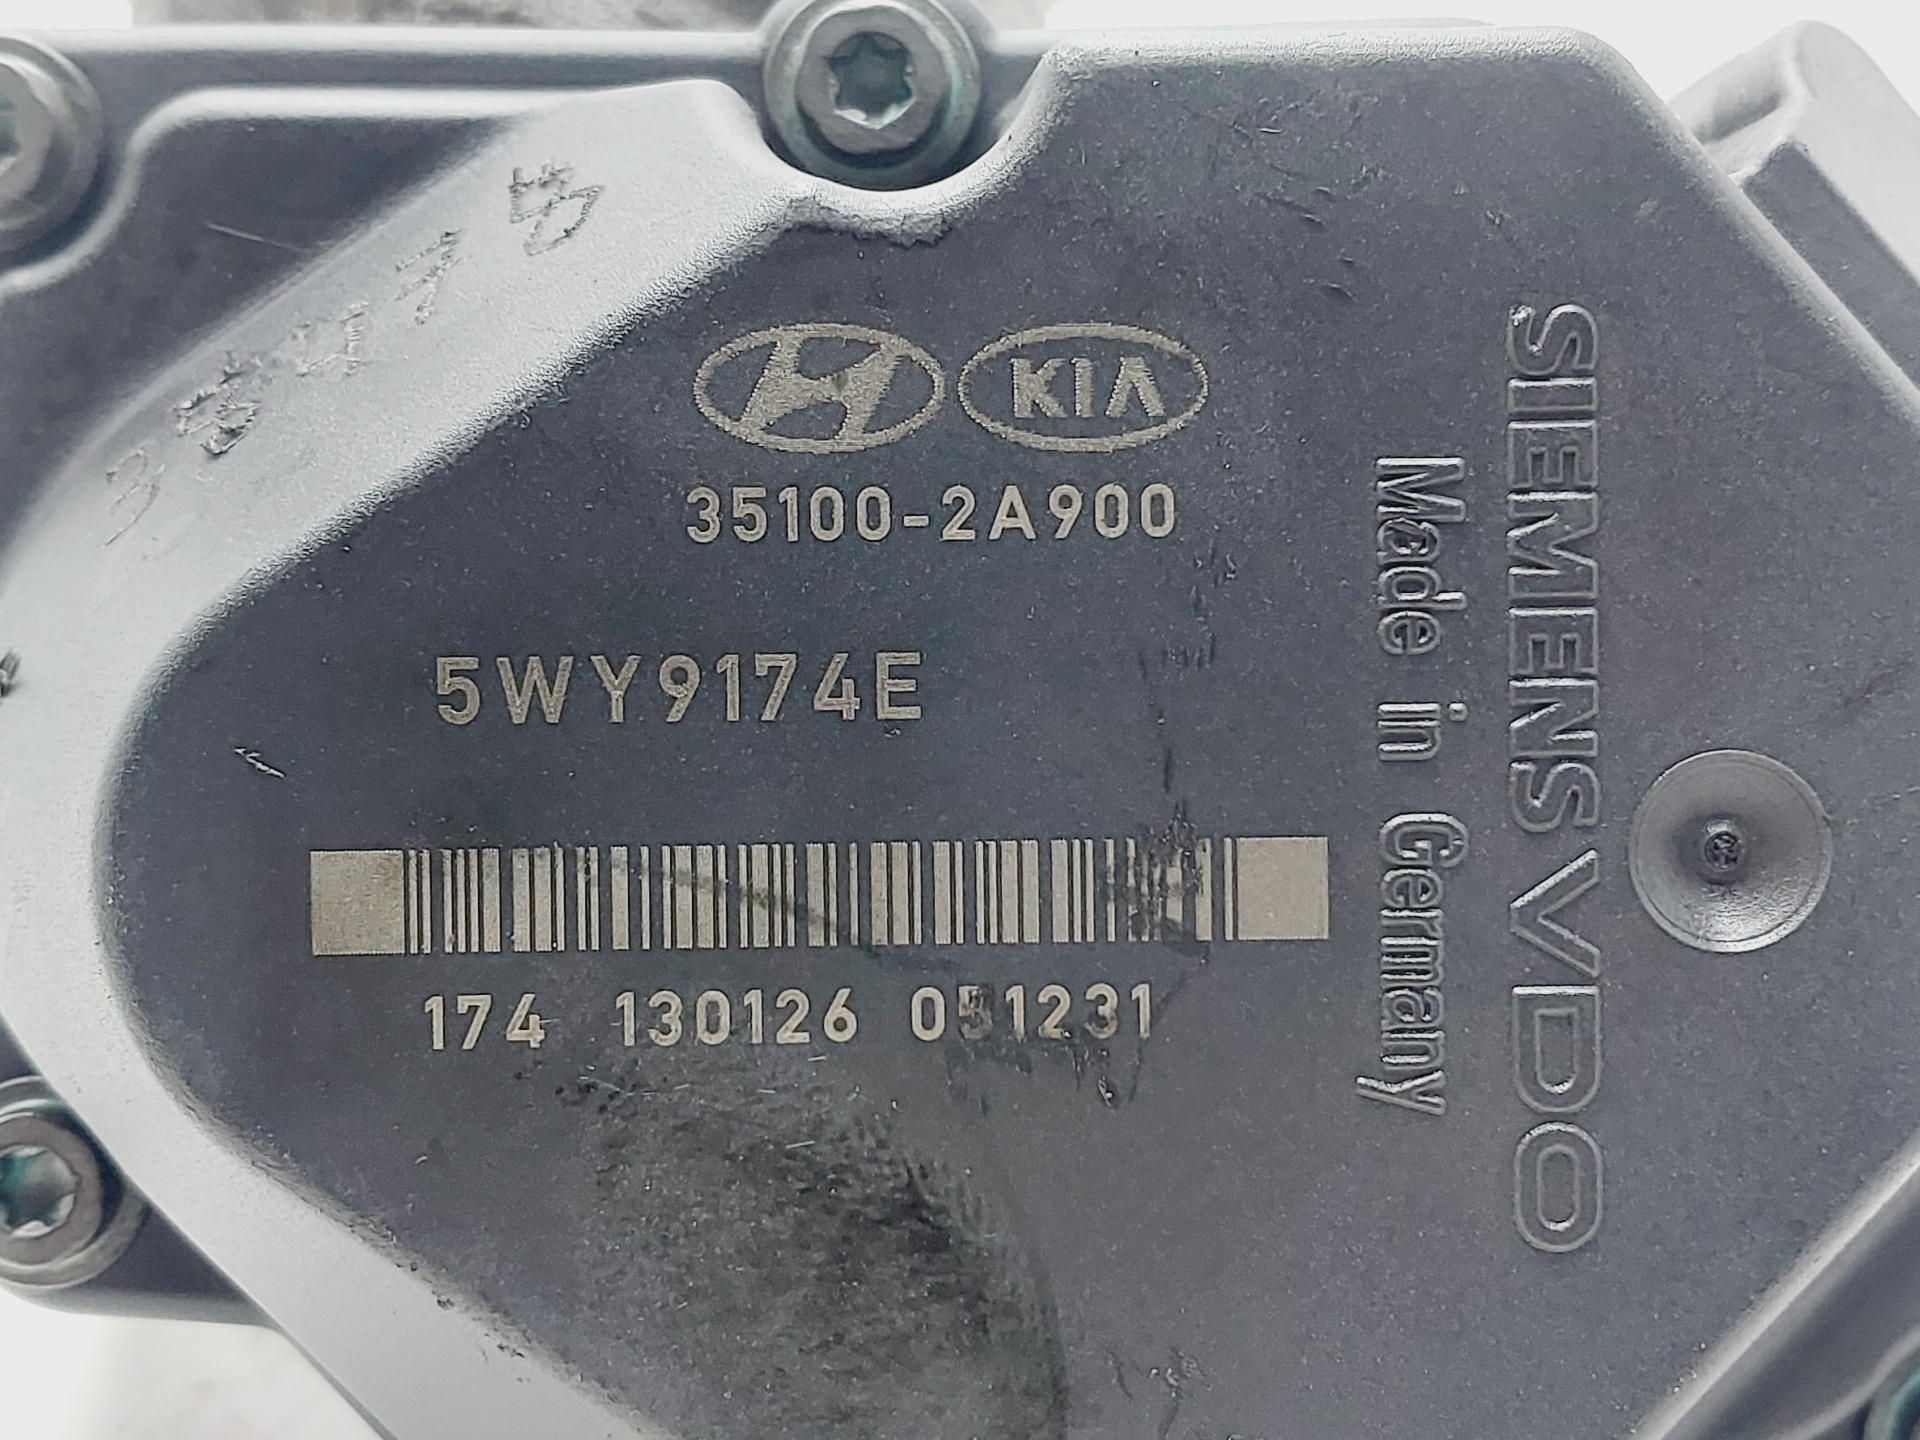 KIA
35100-2A900
5WY9174E
174 130126 051231
Made in Germany
SIEMENS VDO